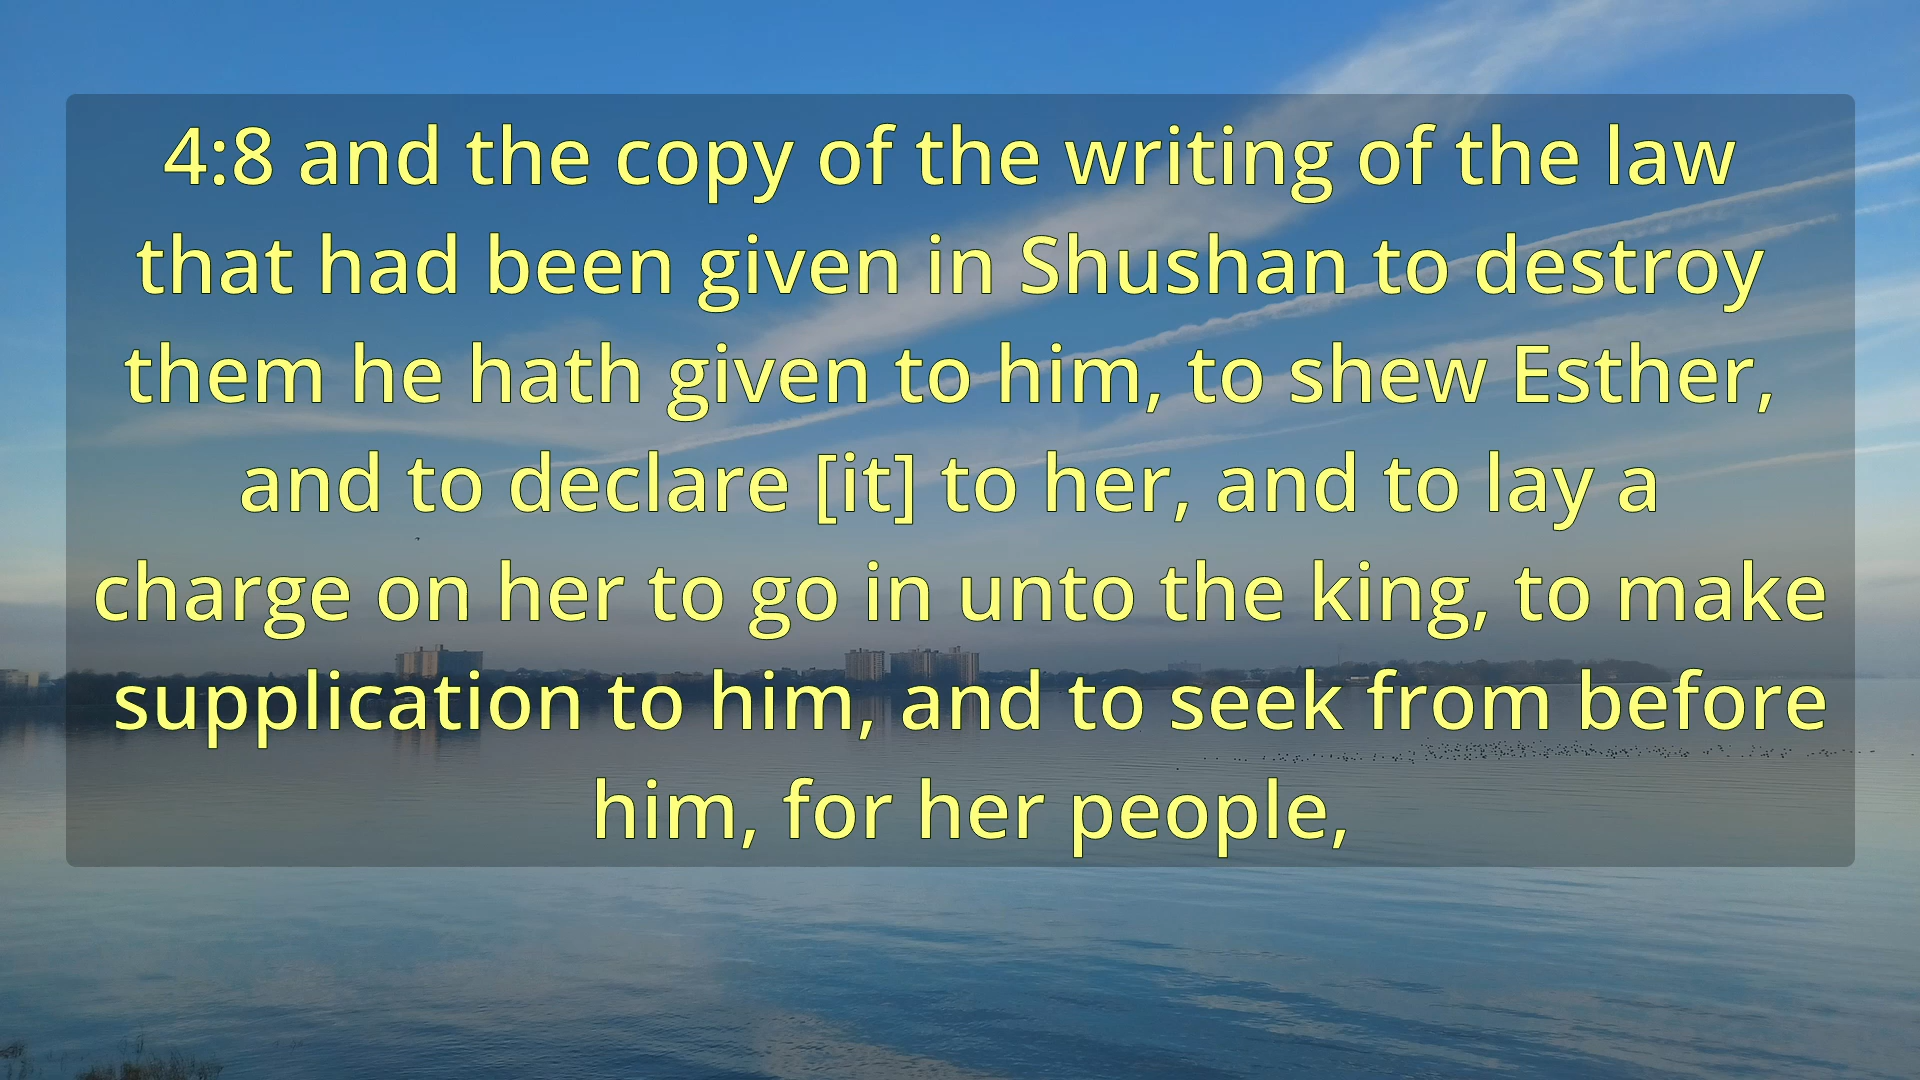 4:8 and the copy of the writing of the law
that had been given in Shushan to destroy
them he hath given to him, to shew Esther,
and to declare [it] to her, and to lay a
charge on her to go in unto the king, to make
supplication to him, and to seek from before
him, for her people,